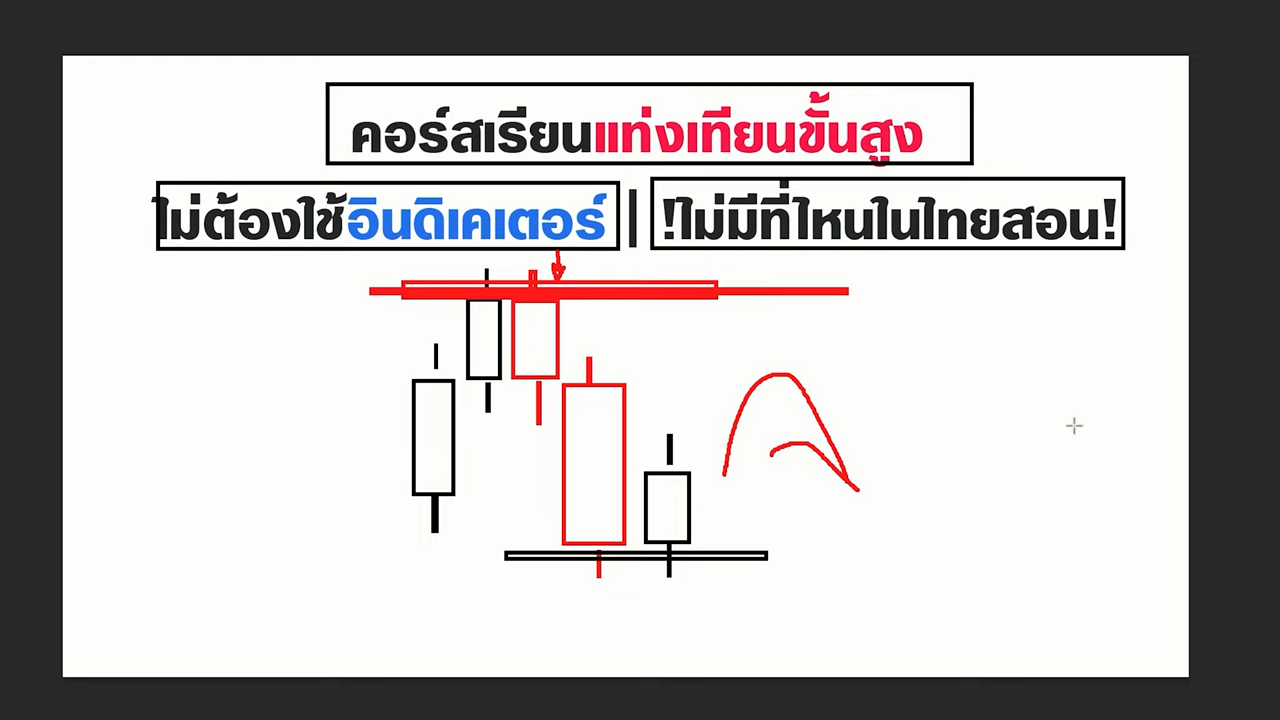 คอร์สเรียนแท่งเทียนขั้นสูง
ไม่ต้องใช้อินดิเคเตอร์ | !ไม่มีที่ไหนในไทยสอน!